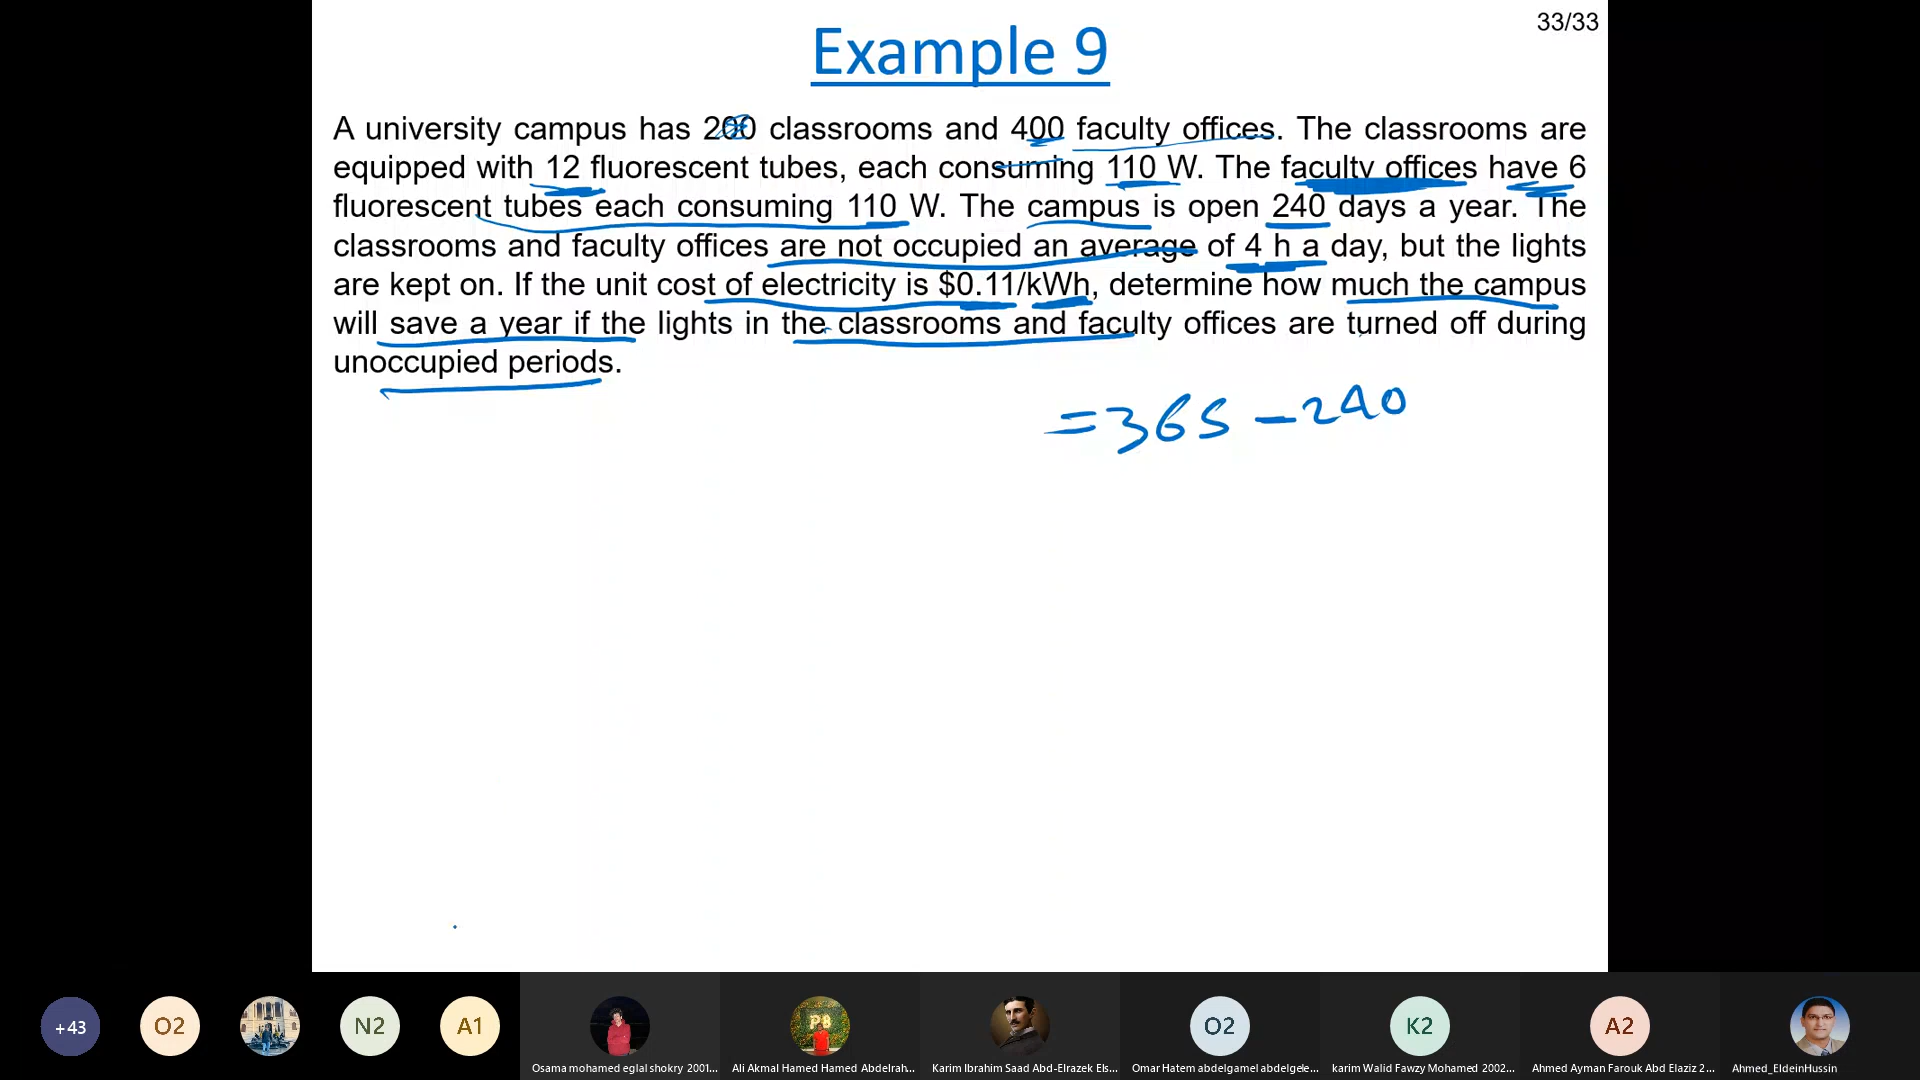 33/33
Example 9
A university campus has 200 classrooms and 400 faculty offices. The classrooms are
equipped with 12 fluorescent tubes, each consuming 110 W. The faculty offices have 6
fluorescent tubes each consuming 110 W. The campus is open 240 days a year. The
classrooms and faculty offices are not occupied an average of 4 h a day, but the lights
are kept on. If the unit cost of electricity is $0.11/kWh, determine how much the campus
will save a year if the lights in the classrooms and faculty offices are turned off during
unoccupied periods.
=365-240
+43
O2
N2
A1
Osama mohamed eglal shokry 2001...
P8
Ali Akmal Hamed Hamed Abdelrah...
Karim Ibrahim Saad Abd-Elrazek Els...
O2
Omar Hatem abdelgamel abdelgele...
K2
karim Walid Fawzy Mohamed 2002...
A2
Ahmed Ayman Farouk Abd Elaziz 2...
Ahmed_EldeinHussin